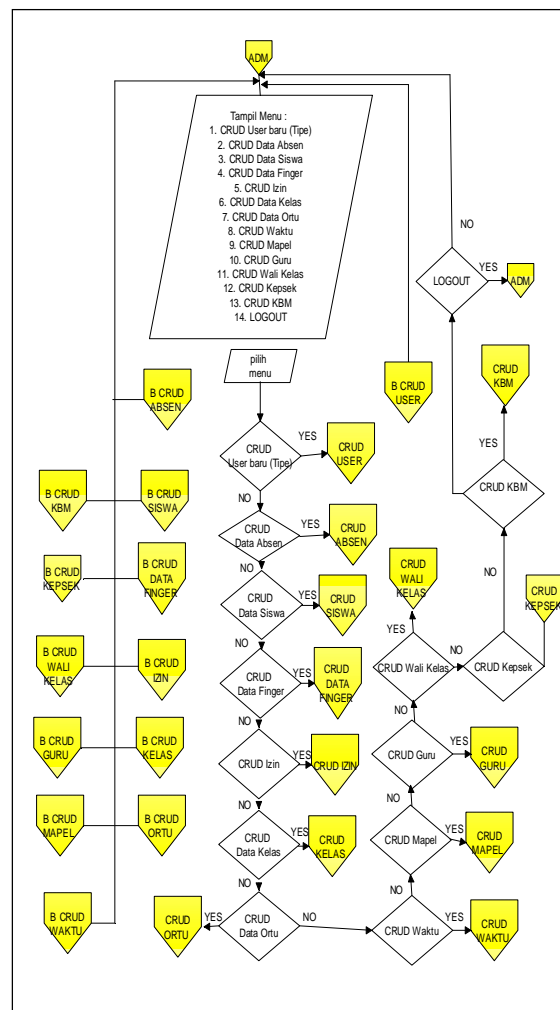 ADM
Tampil Menu :
1. CRUD User baru (Tipe)
2. CRUD Data Absen
3. CRUD Data Siswa
4. CRUD Data Finger
5. CRUD Izin
6. CRUD Data Kelas
7. CRUD Data Ortu
8. CRUD Waktu
9. CRUD Mapel
10. CRUD Guru
11. CRUD Wali Kelas
12. CRUD Kepsek
13. CRUD KBM
14. LOGOUT
NO
LOGOUT
YES
ADM
pilih
menu
B CRUD
ABSEN
B CRUD
USER
CRUD
KBM
YES
CRUD
User baru (Tipe)
YES
CRUD
USER
NO
CRUD KBM
B CRUD
KBM
B CRUD
SISWA
CRUD
Data Absen
YES
CRUD
ABSEN
NO
B CRUD
KEPSEK
B CRUD
DATA
FINGER
CRUD
Data Siswa
YES
CRUD
SISWA
NO
CRUD
WALI
KELAS
YES
NO
CRUD
KEPSEK
B CRUD
WALI
KELAS
B CRUD
IZIN
CRUD
Data Finger
YES
CRUD
DATA
FINGER
NO
CRUD Wali Kelas
NO
CRUD Kepsek
NO
B CRUD
GURU
B CRUD
KELAS
CRUD Izin
YES
CRUD IZIN
NO
CRUD Guru
YES
CRUD
GURU
NO
B CRUD
MAPEL
B CRUD
ORTU
CRUD
Data Kelas
YES
CRUD
KELAS
NO
CRUD Mapel
YES
CRUD
MAPEL
NO
B CRUD
WAKTU
CRUD
ORTU
YES
CRUD
Data Ortu
NO
CRUD Waktu
YES
CRUD
WAKTU